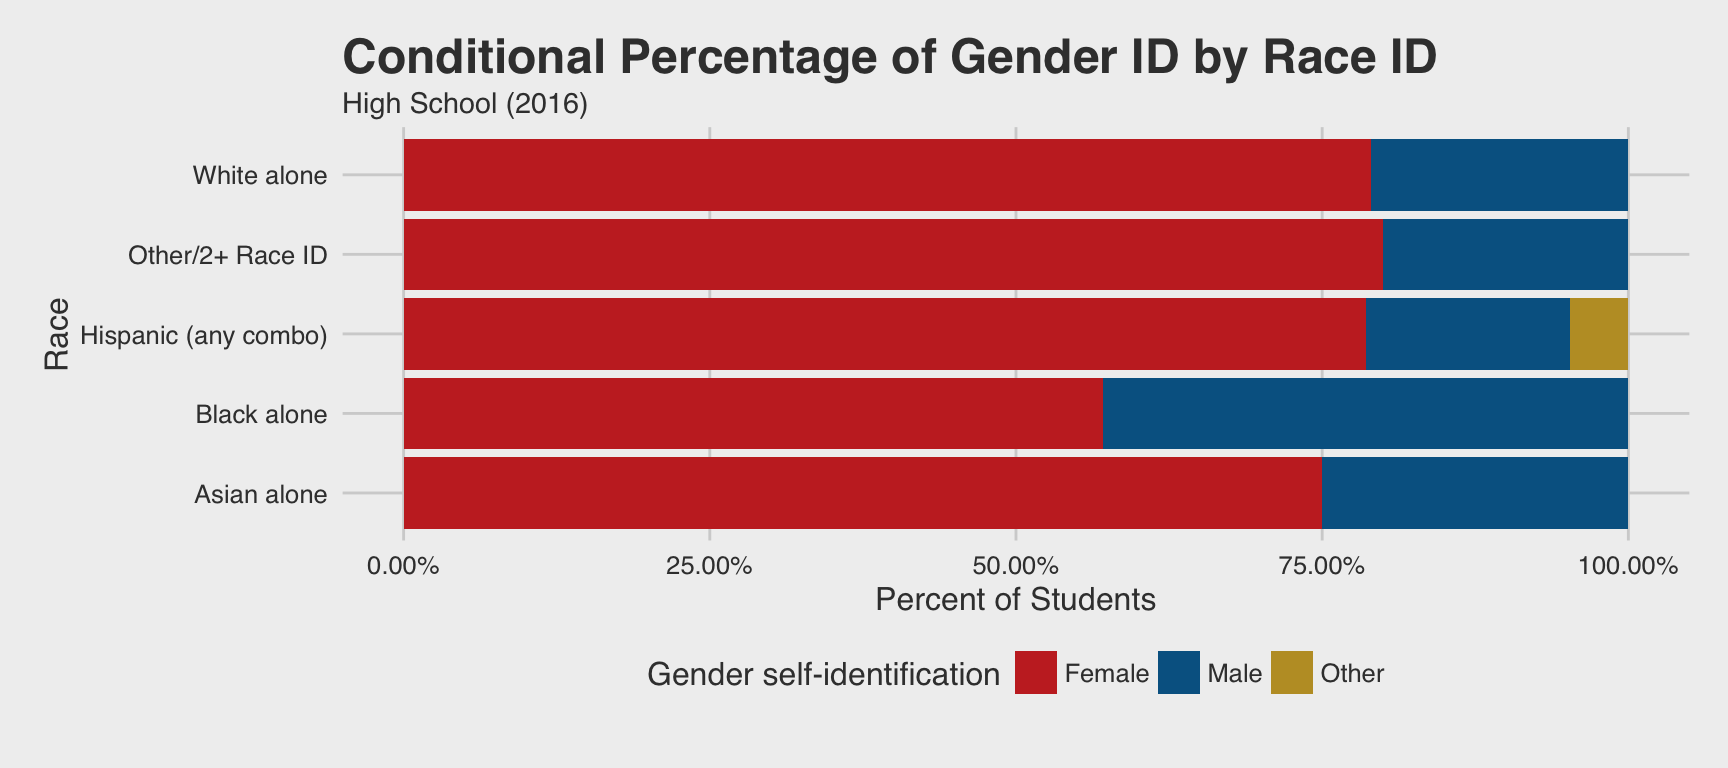 Conditional Percentage of Gender ID by Race ID
High School (2016)
Race
White alone
Other/2+ Race ID
Hispanic (any combo)
Black alone
Asian alone
0.00% 25.00% 50.00% 75.00% 100.00%
Percent of Students
Gender self-identification Female Male Other